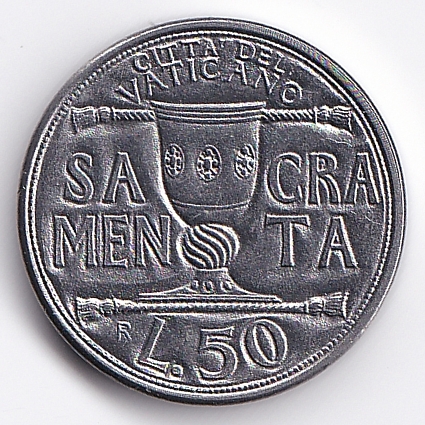 CITTA' DEL
VATICANO
SA CRA
MEN TA
R L.50